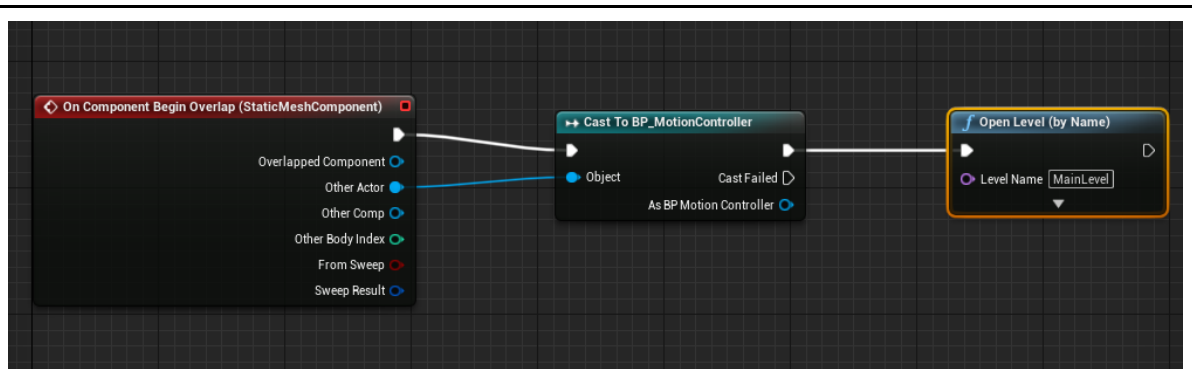 On Component Begin Overlap (StaticMeshComponent)
Overlapped Component
Other Actor
Other Comp
Other Body Index
From Sweep
Sweep Result
Cast To BP_MotionController
Object
Cast Failed
As BP Motion Controller
f Open Level (by Name)
Level Name MainLevel